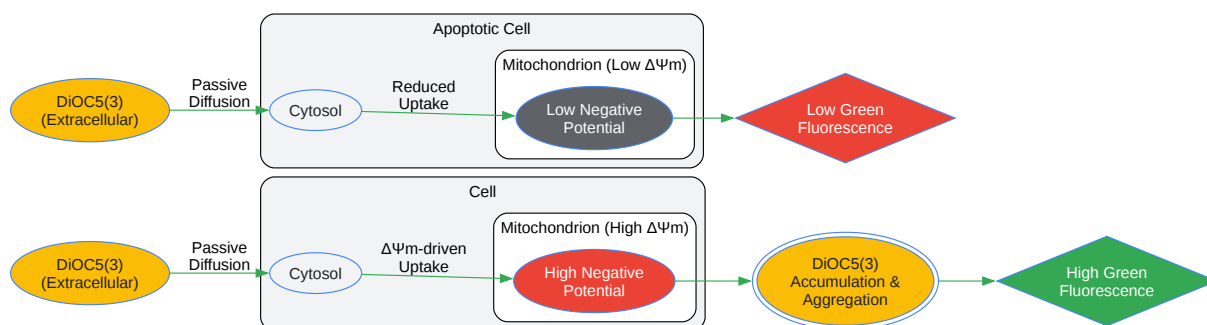 Apoptotic Cell
DiOC5(3)
(Extracellular)
Passive
Diffusion
Cytosol
Reduced
Uptake
Mitochondrion (Low ΔΨm)
Low Negative
Potential
Low Green
Fluorescence
Cell
DiOC5(3)
(Extracellular)
Passive
Diffusion
Cytosol
ΔΨm-driven
Uptake
Mitochondrion (High ΔΨm)
High Negative
Potential
DiOC5(3)
Accumulation &
Aggregation
High Green
Fluorescence